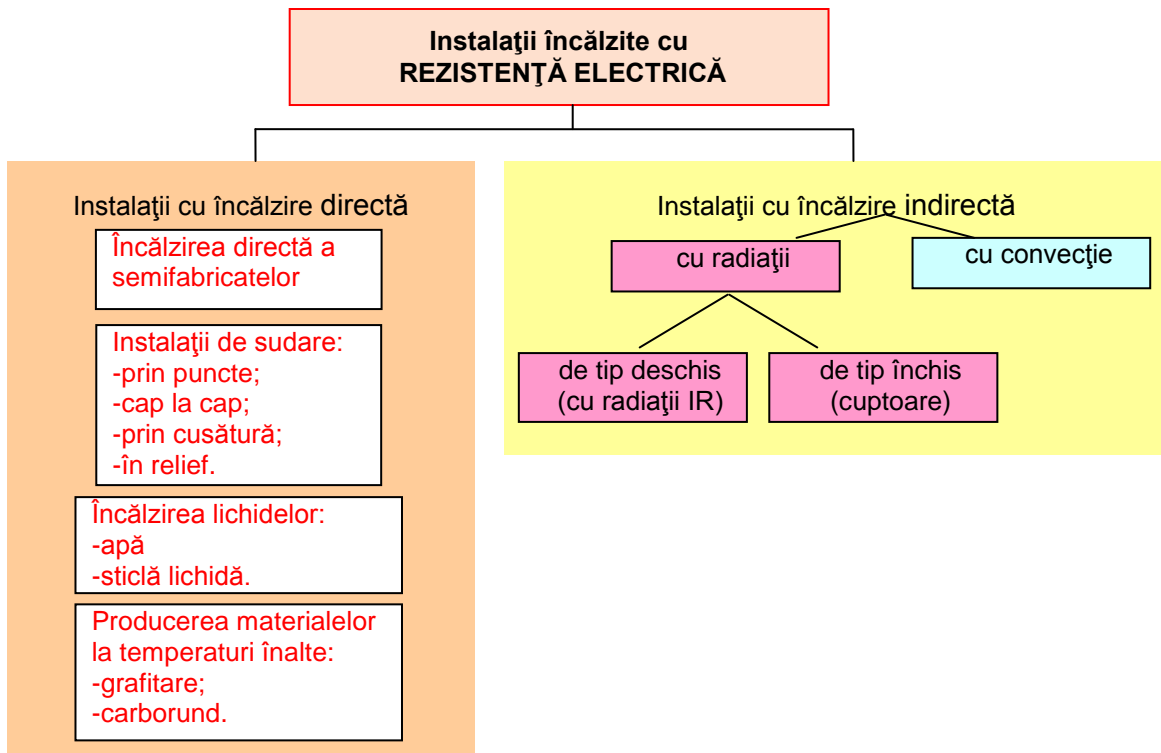 Instalaţii încălzite cu
REZISTENŢĂ ELECTRICĂ
Instalaţii cu încălzire directă
Încălzirea directă a
semifabricatelor
Instalaţii de sudare:
-prin puncte;
-cap la cap;
-prin cusătură;
-în relief.
Încălzirea lichidelor:
-apă
-sticlă lichidă.
Producerea materialelor
la temperaturi înalte:
-grafitare;
-carborund.
Instalaţii cu încălzire indirectă
cu radiaţii
cu convecţie
de tip deschis
(cu radiaţii IR)
de tip închis
(cuptoare)